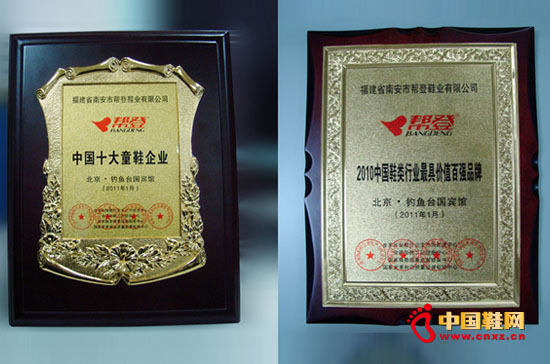 福建省南安市帮登鞋业有限公司
帮登
BANGDENG
中国十大童鞋企业
北京·钓鱼台国宾馆
(2011年1月)
福建省南安市帮登鞋业有限公司
帮登
BANGDENG
2010中国鞋类行业最具价值百强品牌
北京·钓鱼台国宾馆
(2011年1月)
中国鞋网
www.cnxz.cn